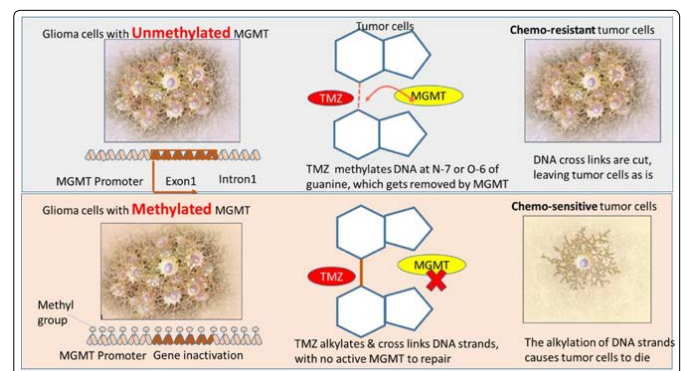 Glioma cells with Unmethylated MGMT
Tumor cells
Chemo-resistant tumor cells
TMZ
MGMT
MGMT Promoter
Exon1
Intron1
TMZ methylates DNA at N-7 or O-6 of
guanine, which gets removed by MGMT
DNA cross links are cut,
leaving tumor cells as is
Glioma cells with Methylated MGMT
Chemo-sensitive tumor cells
TMZ
MGMT
Methyl
group
MGMT Promoter Gene inactivation
TMZ alkylates & cross links DNA strands,
with no active MGMT to repair
The alkylation of DNA strands
causes tumor cells to die